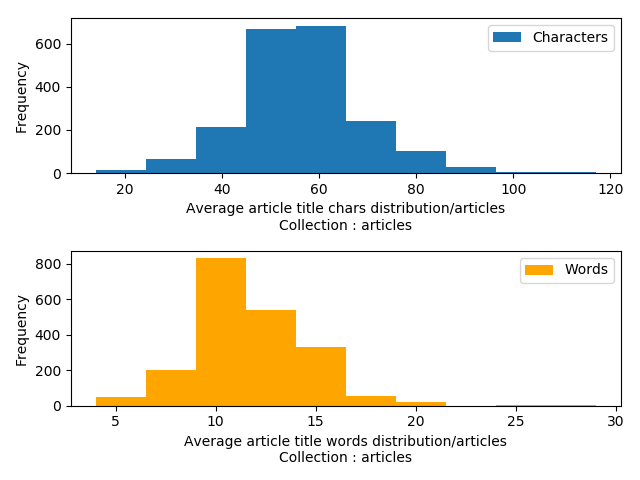 Characters
Frequency
600
400
200
0
20 40 60 80 100 120
Average article title chars distribution/articles
Collection : articles
Words
Frequency
800
600
400
200
0
5 10 15 20 25 30
Average article title words distribution/articles
Collection : articles